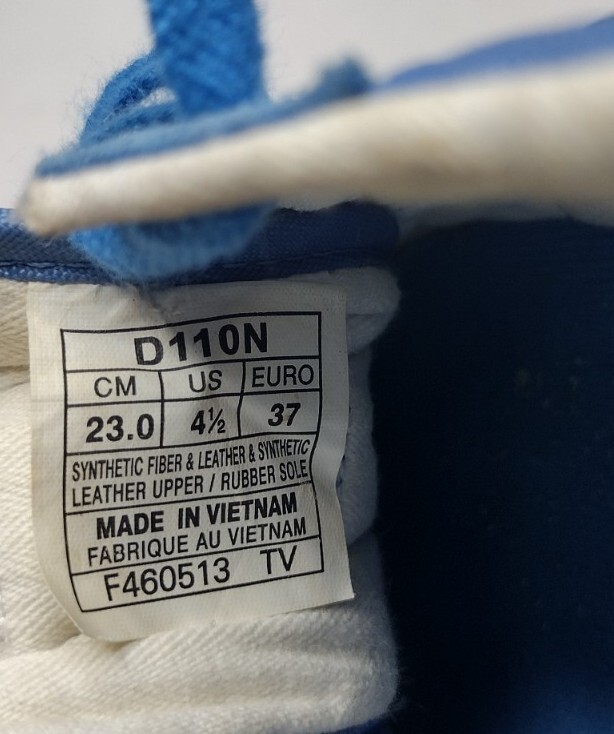 D110N
CM US EURO
23.0 4½ 37
SYNTHETIC FIBER & LEATHER & SYNTHETIC
LEATHER UPPER / RUBBER SOLE
MADE IN VIETNAM
FABRIQUE AU VIETNAM
F460513 TV